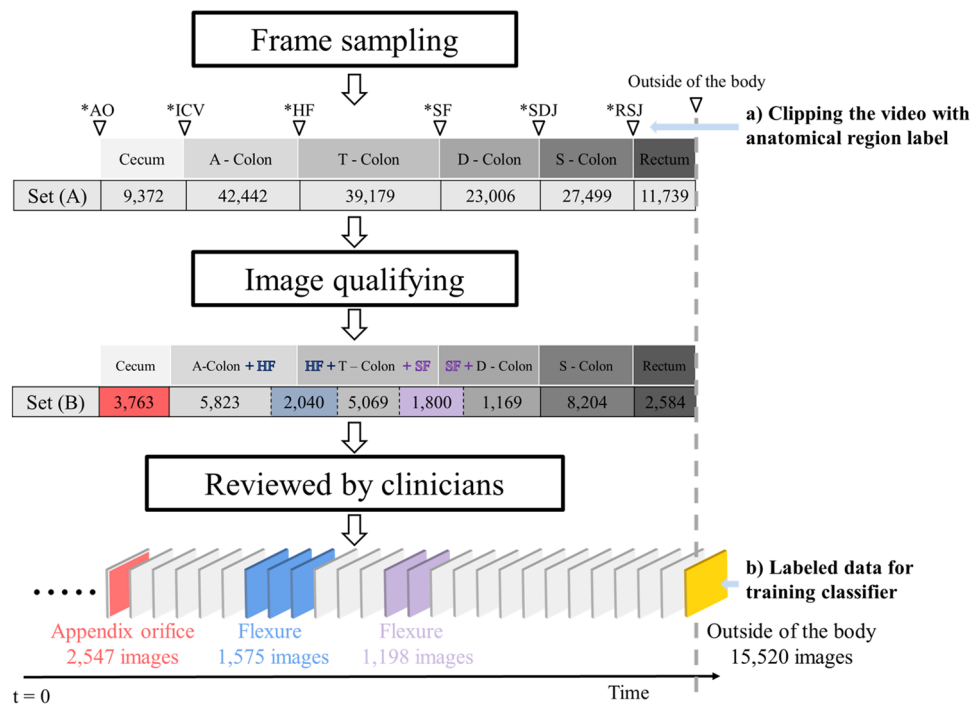 Frame sampling
Outside of the body
*AO *ICV *HF *SF *SDJ *RSJ
a) Clipping the video with
anatomical region label
Cecum A - Colon T - Colon D - Colon S - Colon Rectum
Set (A) 9,372 42,442 39,179 23,006 27,499 11,739
Image qualifying
Cecum A-Colon + HF HF + T – Colon + SF SF + D - Colon S - Colon Rectum
Set (B) 3,763 5,823 2,040 5,069 1,800 1,169 8,204 2,584
Reviewed by clinicians
b) Labeled data for
training classifier
Appendix orifice Flexure Flexure Outside of the body
2,547 images 1,575 images 1,198 images 15,520 images
t = 0 Time